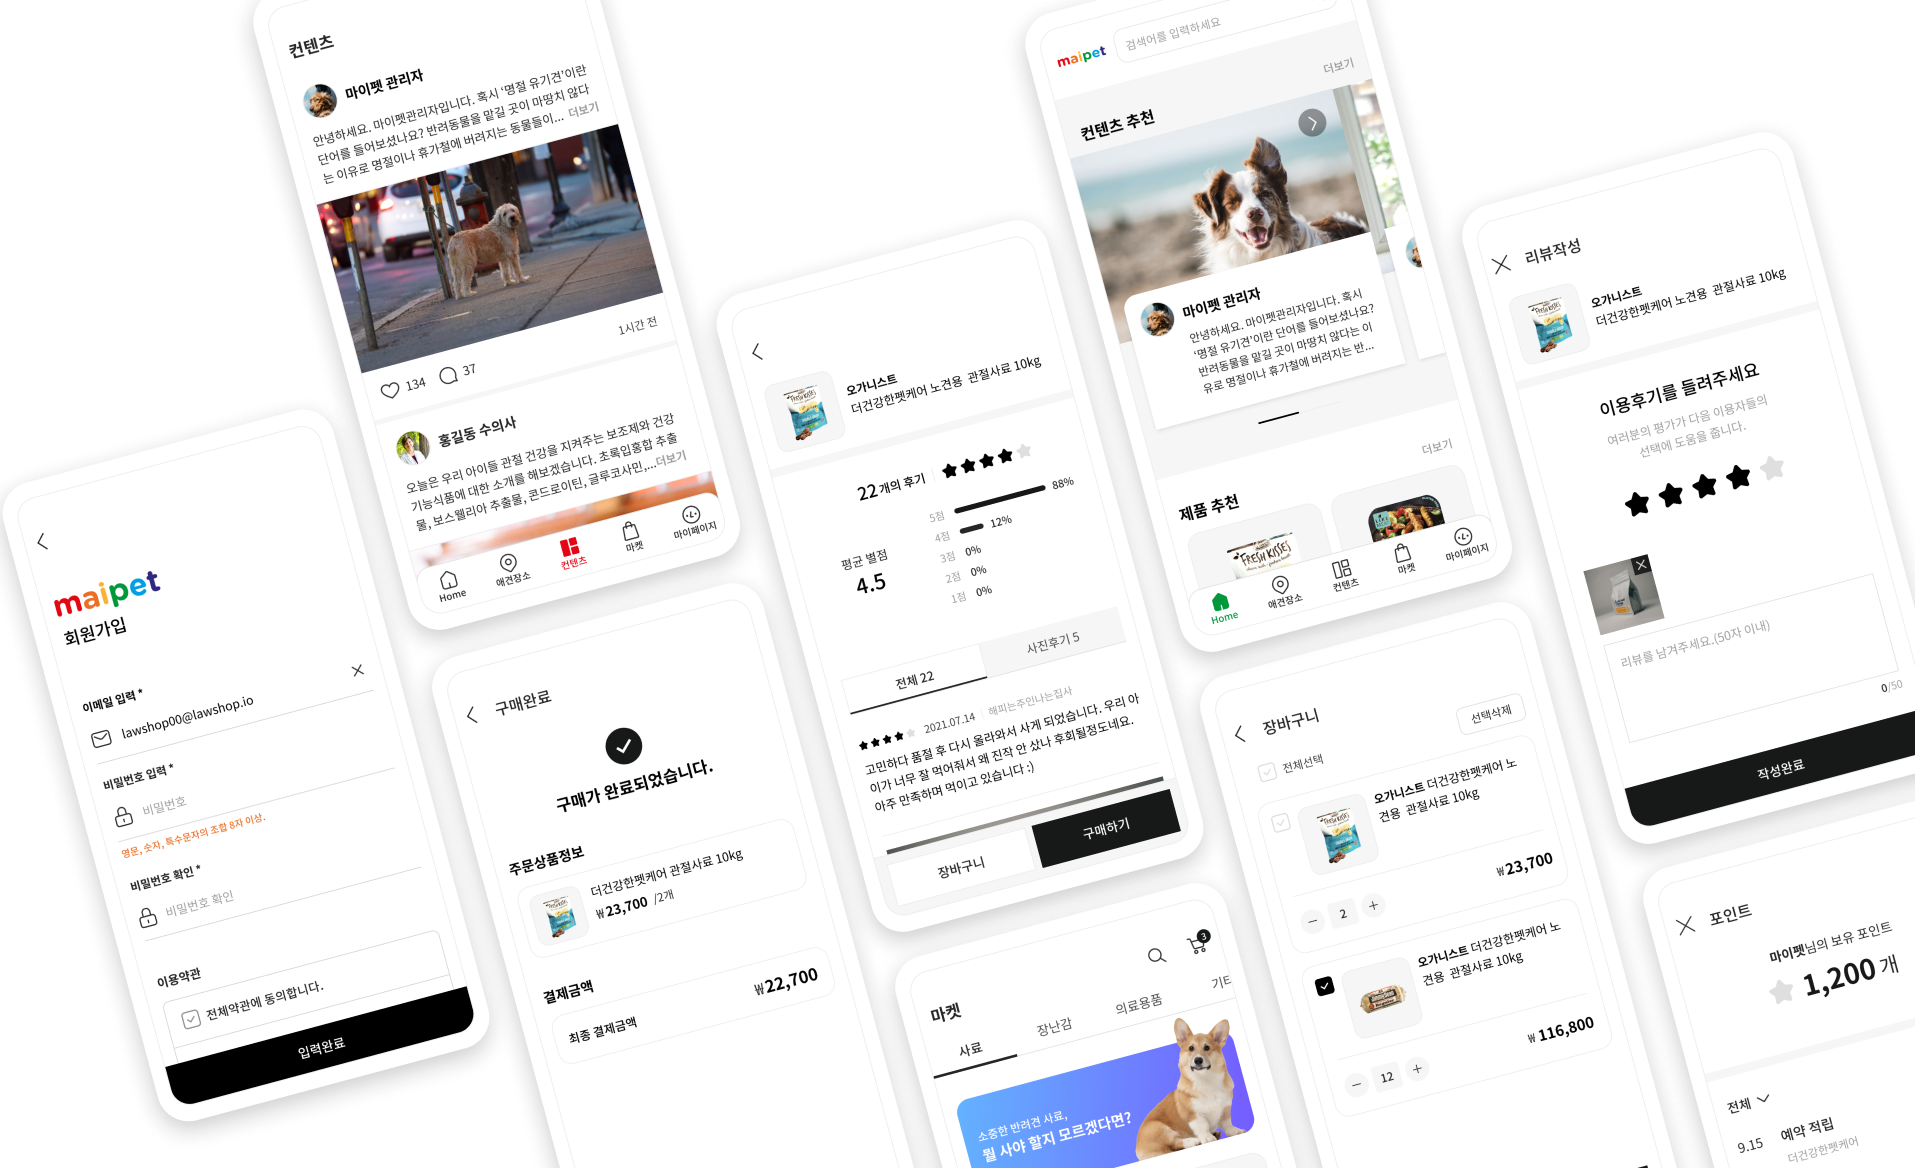 컨텐츠
마이펫 관리자
안녕하세요. 마이펫관리자입니다. 혹시 ‘명절 유기견’이란
단어를 들어보셨나요? 반려동물을 맡길 곳이 마땅치 않다
는 이유로 명절이나 휴가철에 버려지는 동물들이... 더보기
1시간 전
134
37
홍길동 수의사
오늘은 우리 아이들 관절 건강을 지켜주는 보조제와 건강
기능식품에 대한 소개를 해보겠습니다. 초록입홍합 추출
물, 보스웰리아 추출물, 콘드로이틴, 글루코사민,...더보기
Home
애견장소
컨텐츠
마켓
마이페이지
maipet
회원가입
이메일 입력 *
lawshop00@lawshop.io
비밀번호 입력 *
비밀번호
영문, 숫자, 특수문자의 조합 8자 이상.
비밀번호 확인 *
비밀번호 확인
이용약관
전체약관에 동의합니다.
입력완료
구매완료
구매가 완료되었습니다.
주문상품정보
더건강한펫케어 관절사료 10kg
₩23,700 /2개
결제금액
₩22,700
최종 결제금액
오가니스트
더건강한펫케어 노견용 관절사료 10kg
22개의 후기
평균 별점
4.5
5점 88%
4점 12%
3점 0%
2점 0%
1점 0%
전체 22
사진후기 5
2021.07.14 해피는주인나는집사
고민하다 품절 후 다시 올라와서 사게 되었습니다. 우리 아
이가 너무 잘 먹어줘서 왜 진작 안 샀나 후회될정도네요.
아주 만족하며 먹이고 있습니다 :)
장바구니
구매하기
마켓
3
사료
장난감
의료용품
기타
소중한 반려견 사료,
뭘 사야 할지 모르겠다면?
maipet
검색어를 입력하세요
더보기
컨텐츠 추천
마이펫 관리자
안녕하세요. 마이펫관리자입니다. 혹시
‘명절 유기견’이란 단어를 들어보셨나요?
반려동물을 맡길 곳이 마땅치 않다는 이
유로 명절이나 휴가철에 버려지는 반...
더보기
제품 추천
FRESH KISSES
Home
애견장소
컨텐츠
마켓
마이페이지
장바구니
선택삭제
전체선택
오가니스트 더건강한펫케어 노
견용 관절사료 10kg
₩23,700
2
오가니스트 더건강한펫케어 노
견용 관절사료 10kg
₩116,800
12
리뷰작성
오가니스트
더건강한펫케어 노견용 관절사료 10kg
이용후기를 들려주세요
여러분의 평가가 다음 이용자들의
선택에 도움을 줍니다.
리뷰를 남겨주세요.(50자 이내)
0/50
작성완료
포인트
마이펫님의 보유 포인트
1,200 개
전체
9.15
예약 적립
더건강한펫케어